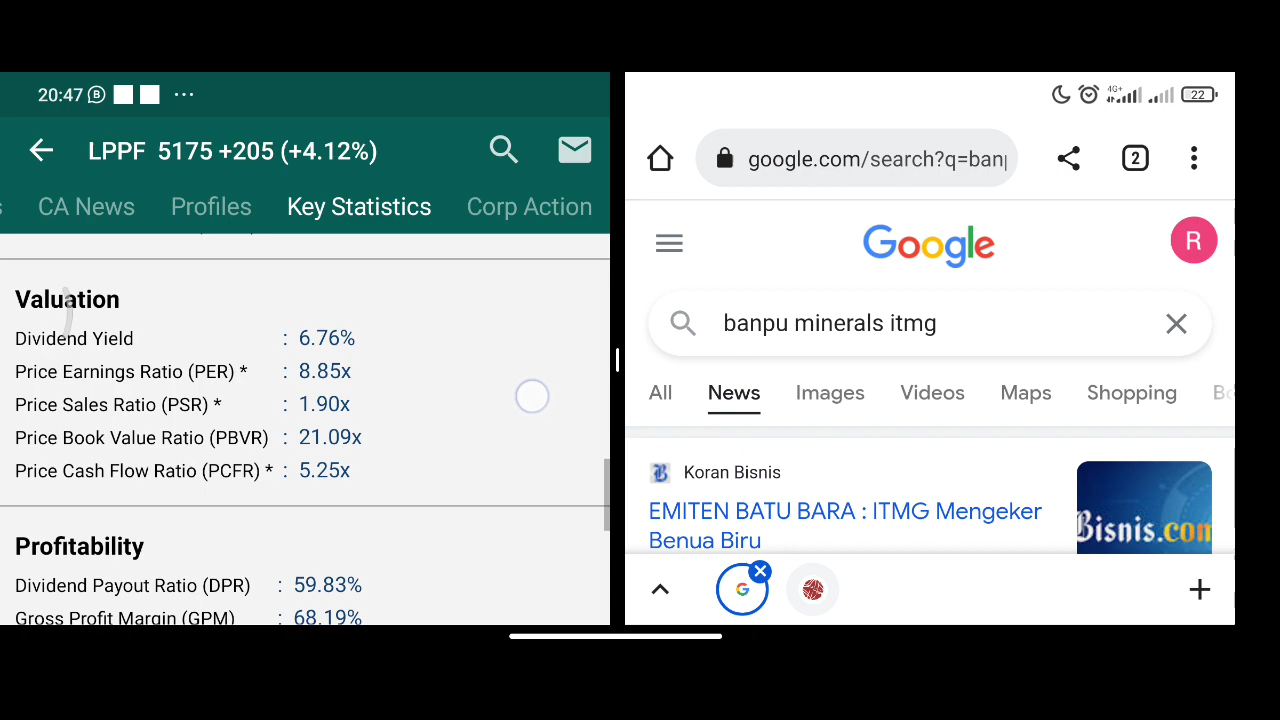 20:47
LPPF 5175 +205 (+4.12%)
CA News Profiles Key Statistics Corp Action
Valuation
Dividend Yield : 6.76%
Price Earnings Ratio (PER) * : 8.85x
Price Sales Ratio (PSR) * : 1.90x
Price Book Value Ratio (PBVR) : 21.09x
Price Cash Flow Ratio (PCFR) * : 5.25x
Profitability
Dividend Payout Ratio (DPR) : 59.83%
Gross Profit Margin (GPM) : 68.19%
4G+ 22
google.com/search?q=ban 2
Google R
banpu minerals itmg
All News Images Videos Maps Shopping
Koran Bisnis
EMITEN BATU BARA : ITMG Mengeker
Benua Biru
Bisnis.com